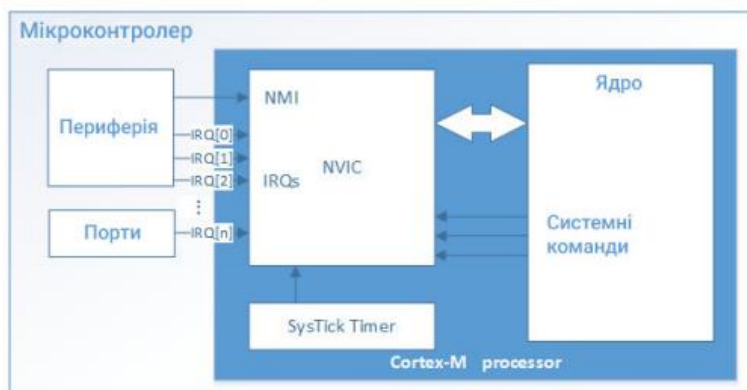 Мікроконтролер
Периферія
IRQ[0]
IRQ[1]
IRQ[2]
⋮
Порти
IRQ[n]
NMI
NVIC
IRQs
SysTick Timer
Ядро
Системні
команди
Cortex-M processor